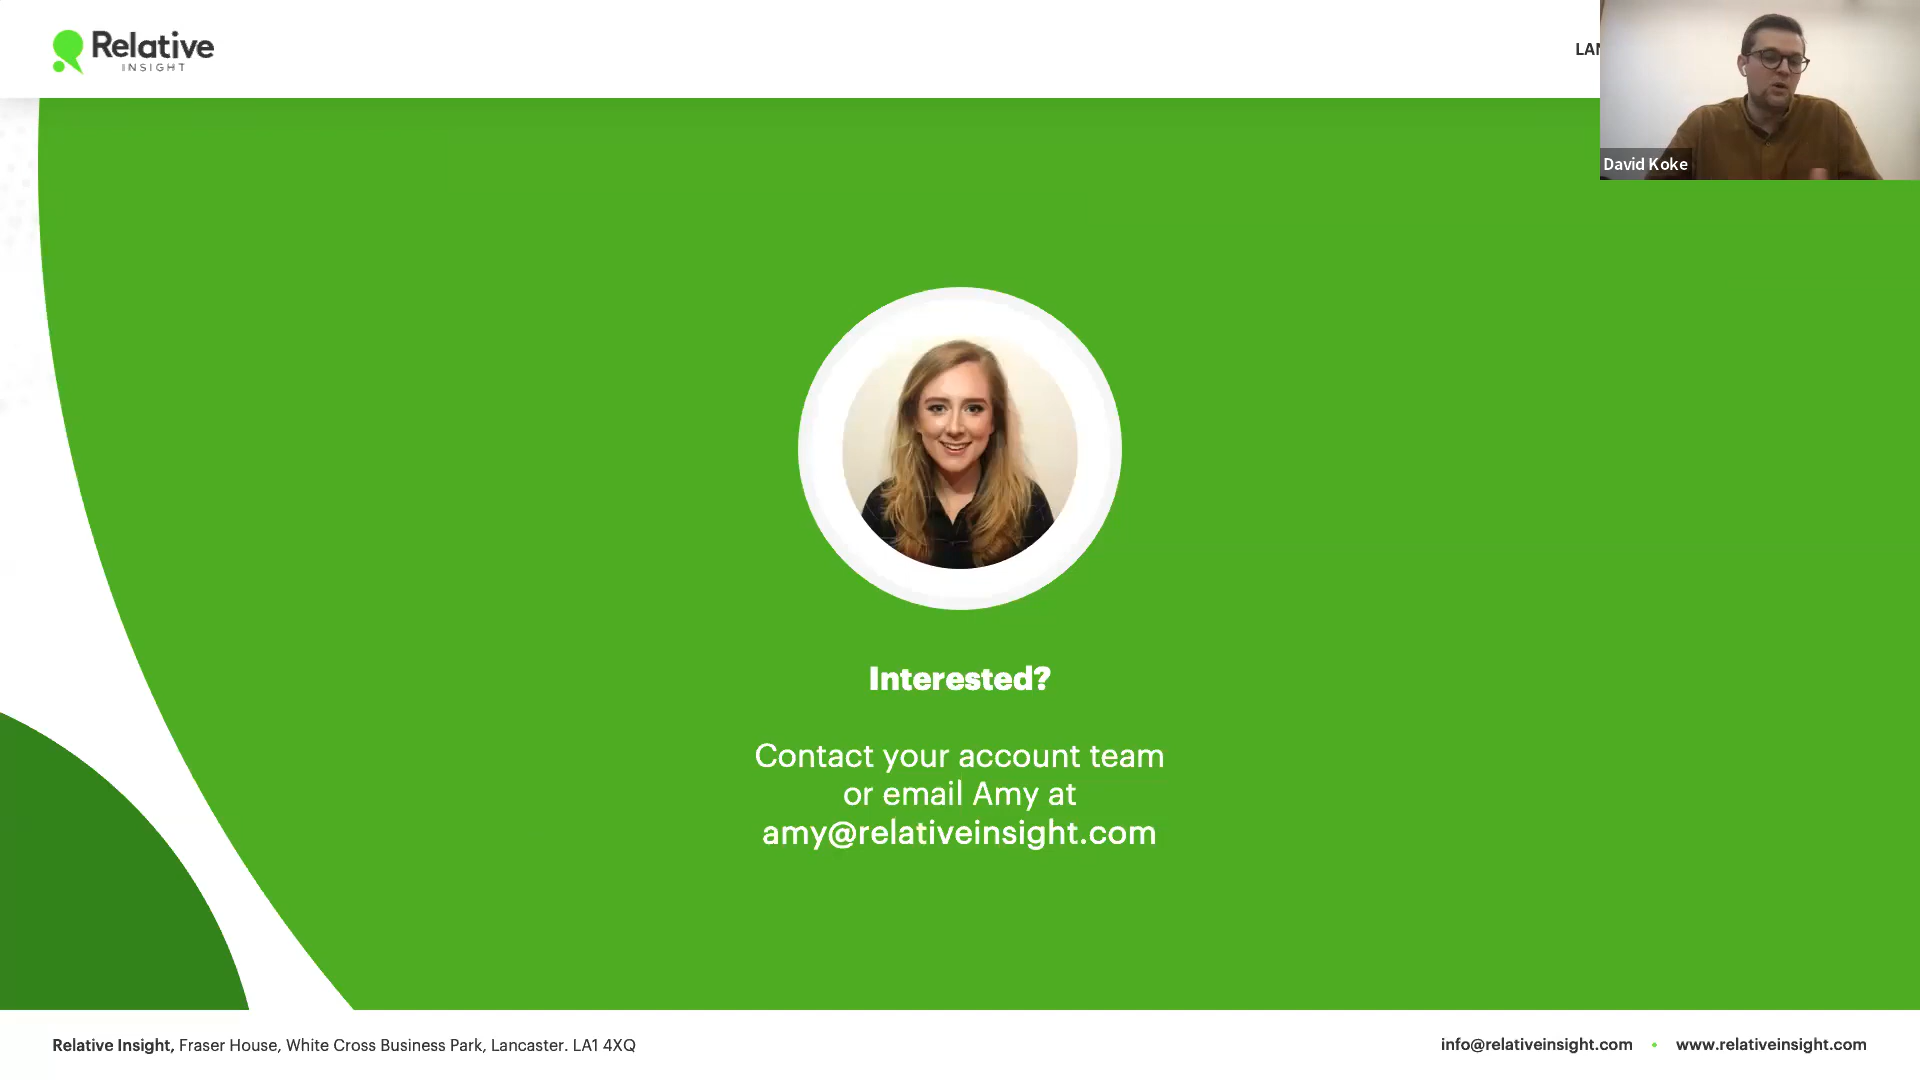 Relative
INSIGHT
LAN
David Koke
Interested?
Contact your account team
or email Amy at
amy@relativeinsight.com
Relative Insight, Fraser House, White Cross Business Park, Lancaster. LA1 4XQ
info@relativeinsight.com • www.relativeinsight.com